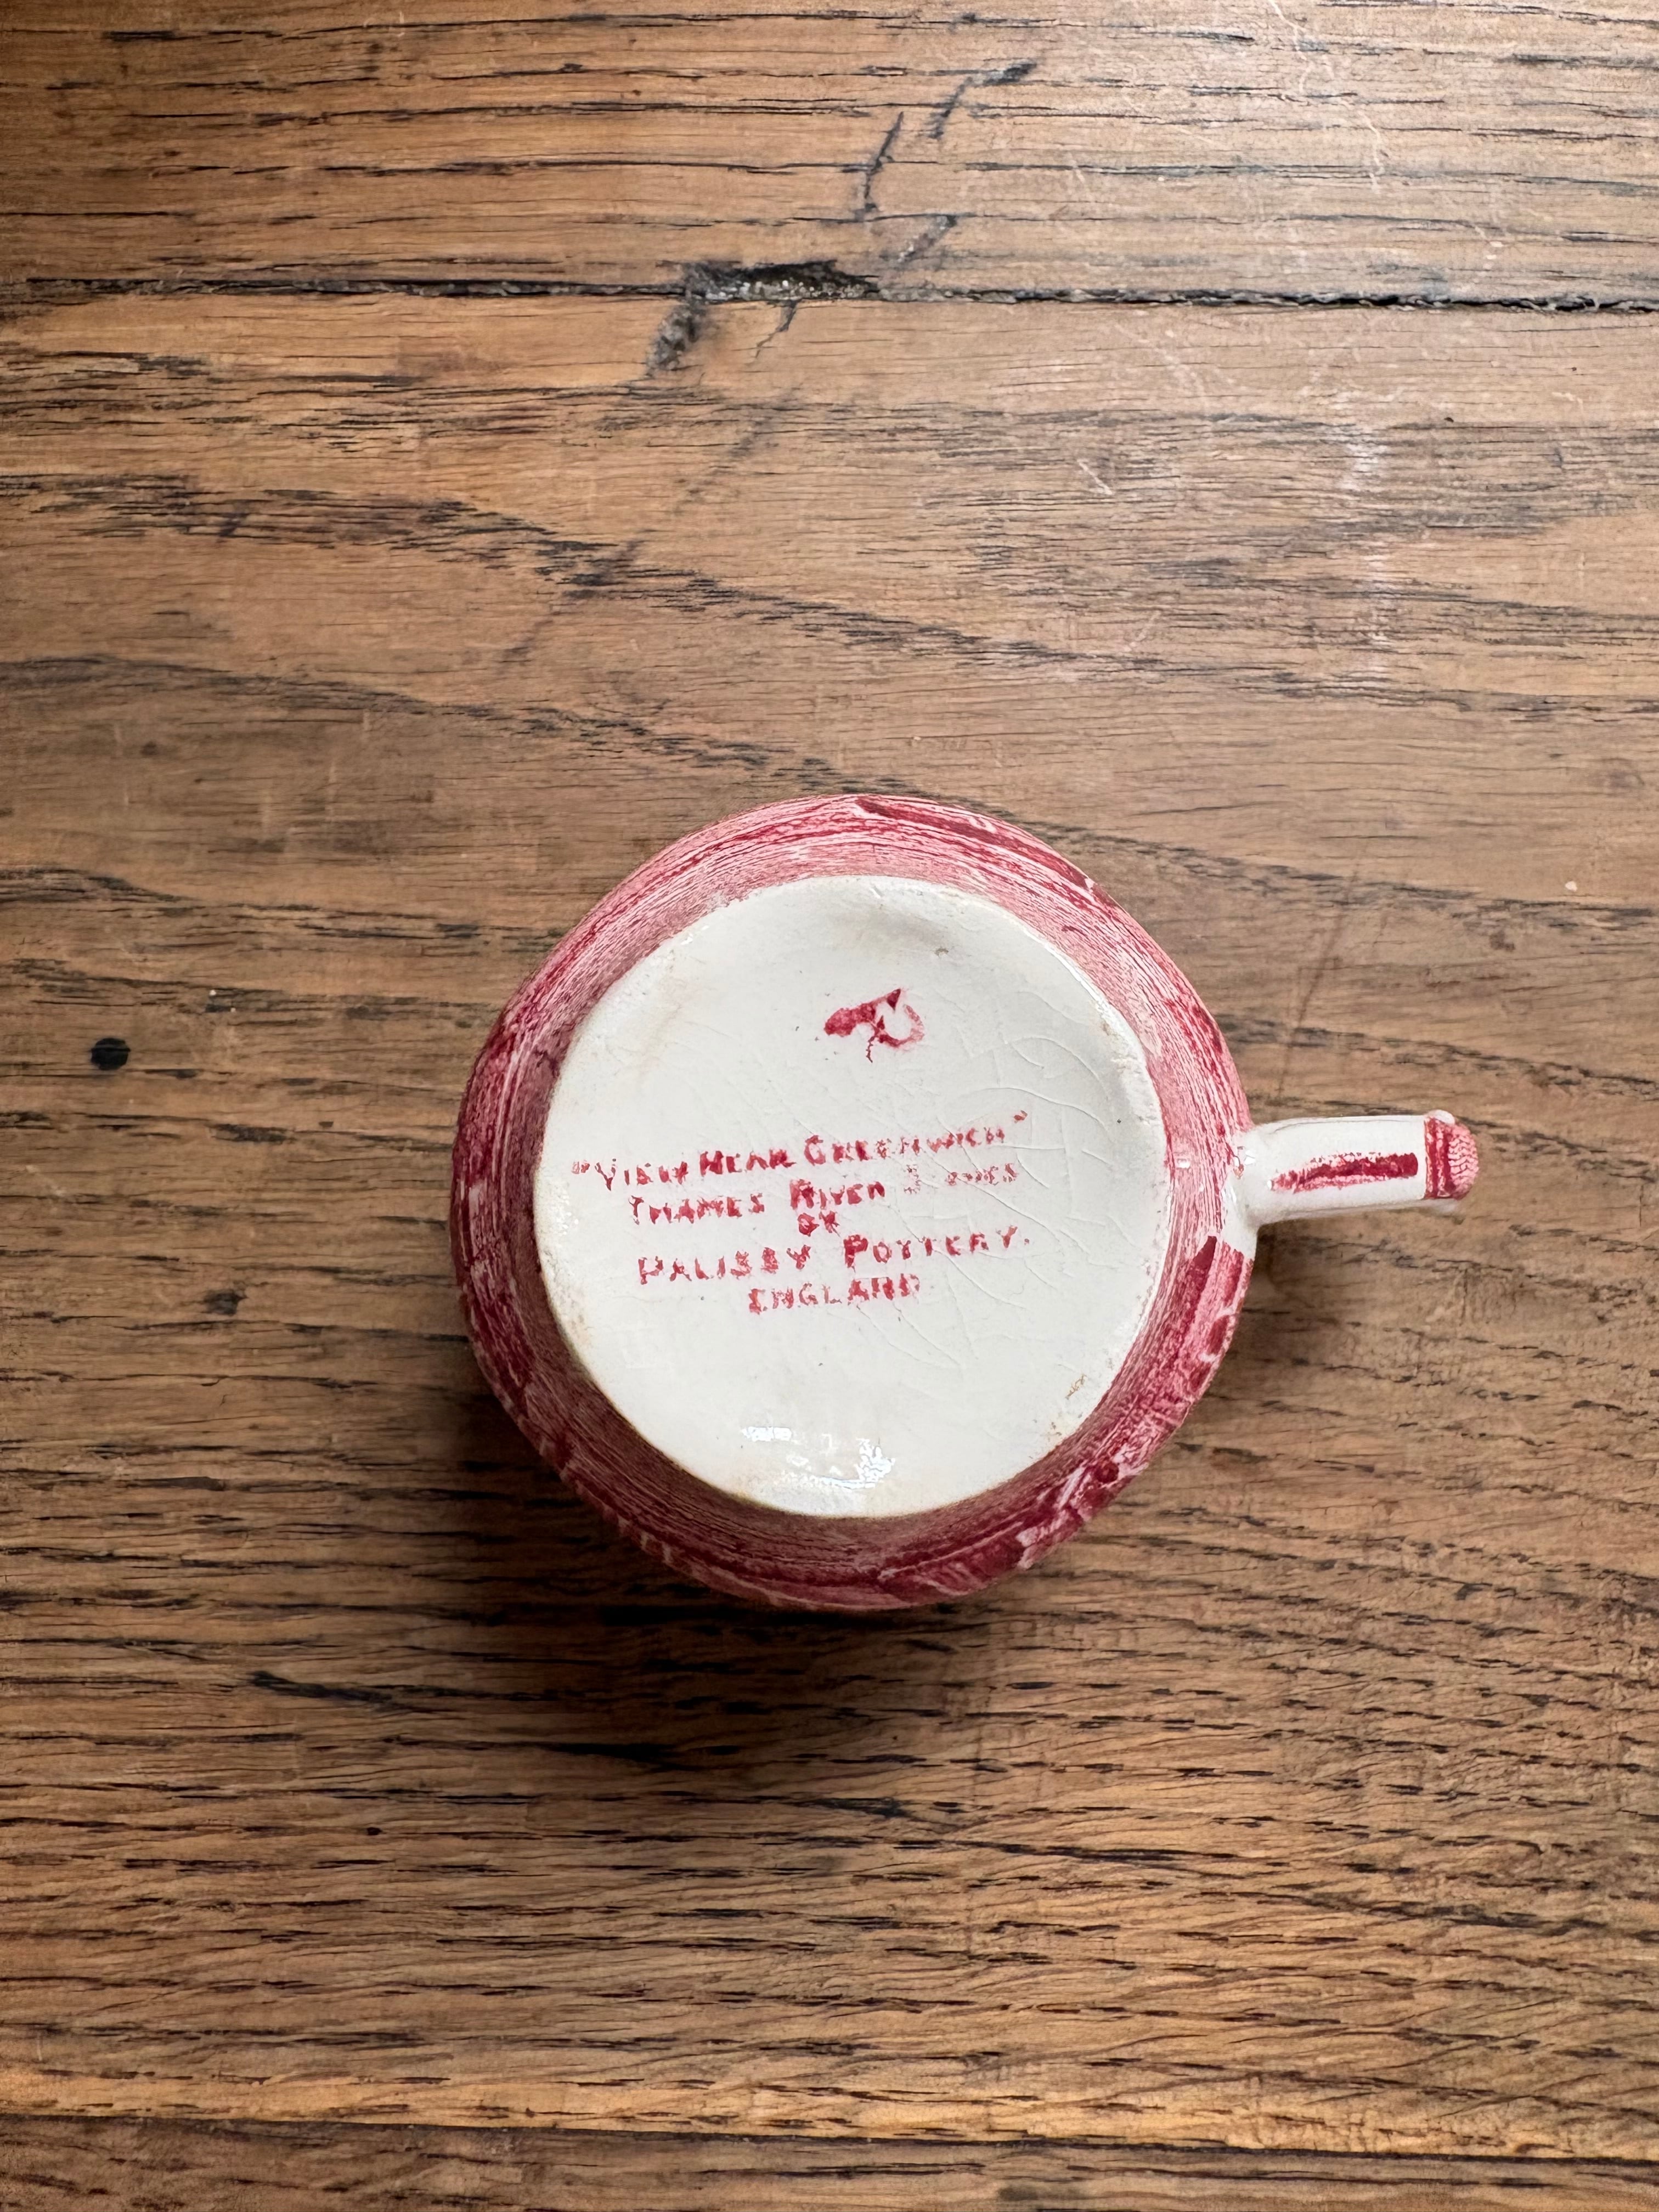 "VIEW NEAR GREENWICH"
THAMES RIVER SCENES
BY
PALISSY POTTERY.
ENGLAND